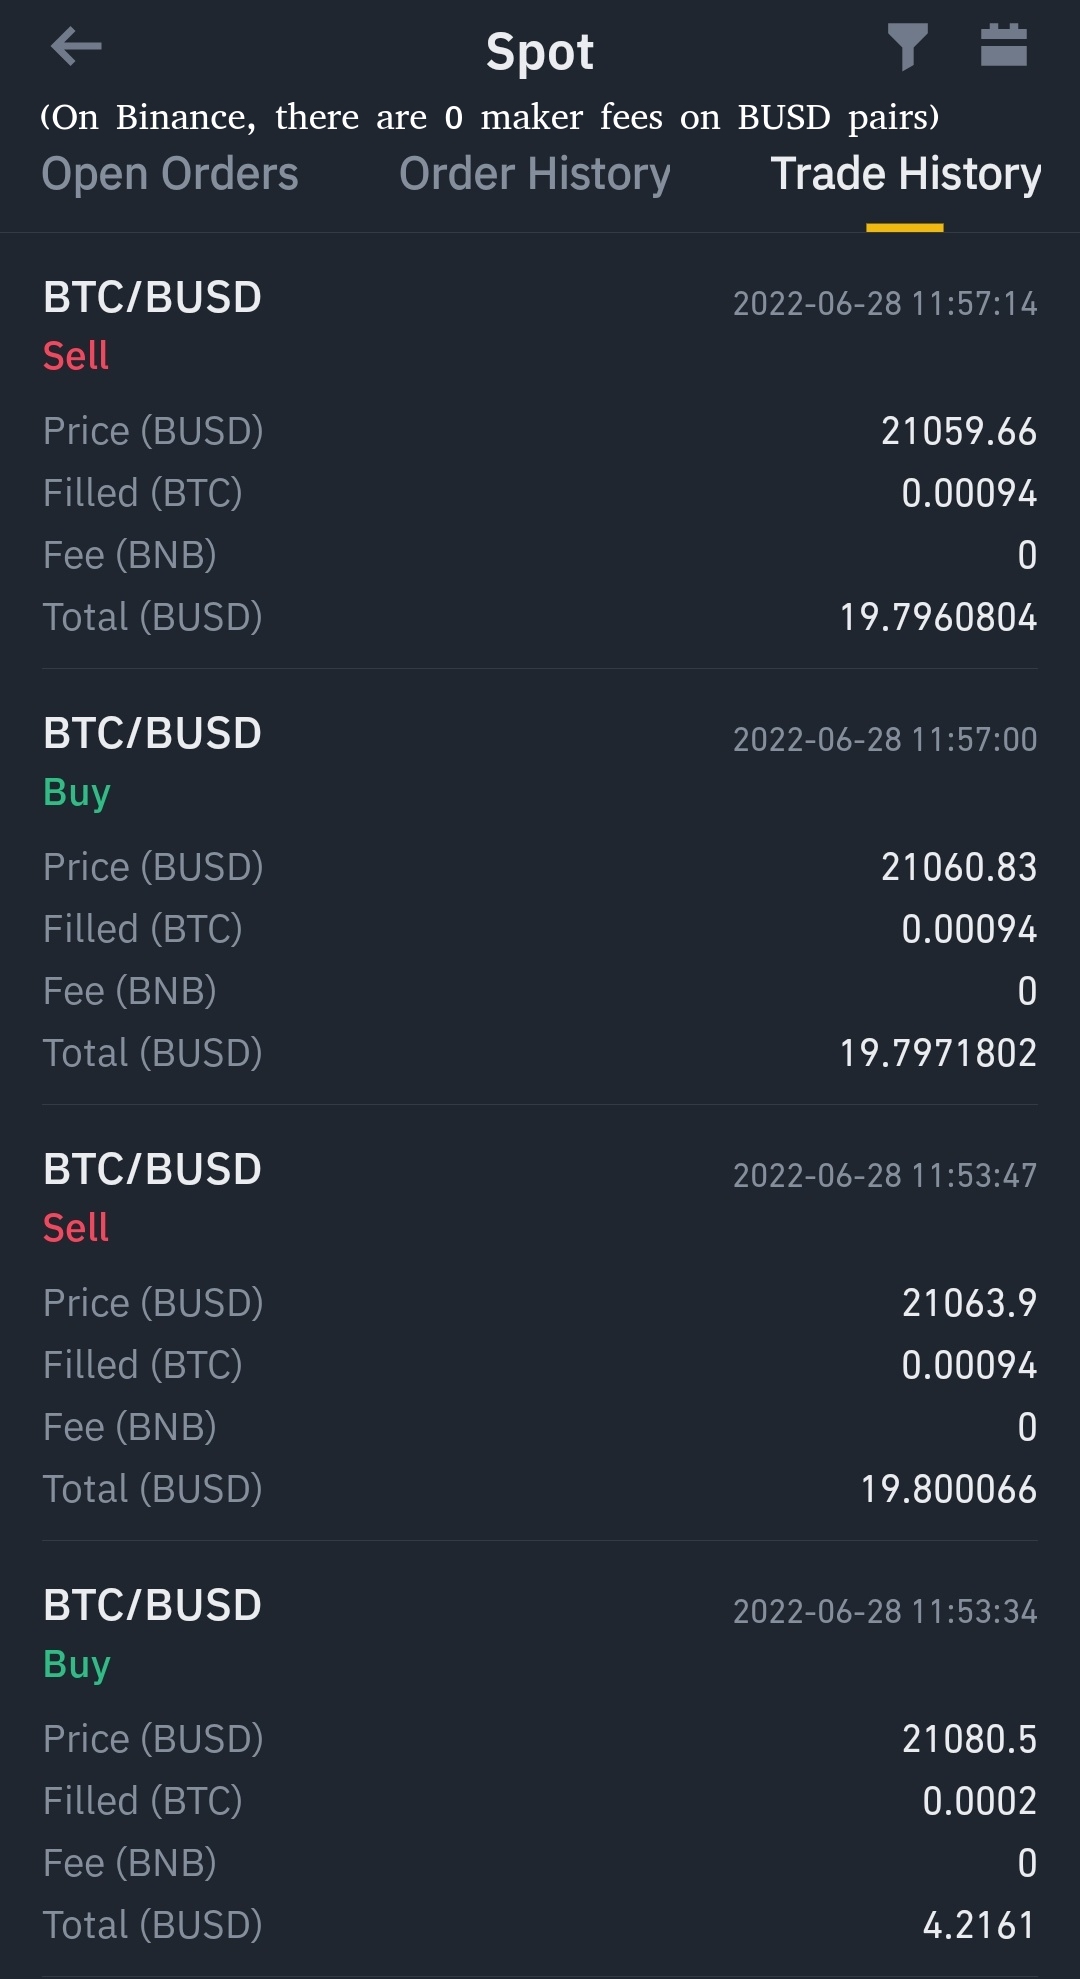 Spot
(On Binance, there are 0 maker fees on BUSD pairs)
Open Orders Order History Trade History
BTC/BUSD 2022-06-28 11:57:14
Sell
Price (BUSD) 21059.66
Filled (BTC) 0.00094
Fee (BNB) 0
Total (BUSD) 19.7960804
BTC/BUSD 2022-06-28 11:57:00
Buy
Price (BUSD) 21060.83
Filled (BTC) 0.00094
Fee (BNB) 0
Total (BUSD) 19.7971802
BTC/BUSD 2022-06-28 11:53:47
Sell
Price (BUSD) 21063.9
Filled (BTC) 0.00094
Fee (BNB) 0
Total (BUSD) 19.800066
BTC/BUSD 2022-06-28 11:53:34
Buy
Price (BUSD) 21080.5
Filled (BTC) 0.0002
Fee (BNB) 0
Total (BUSD) 4.2161